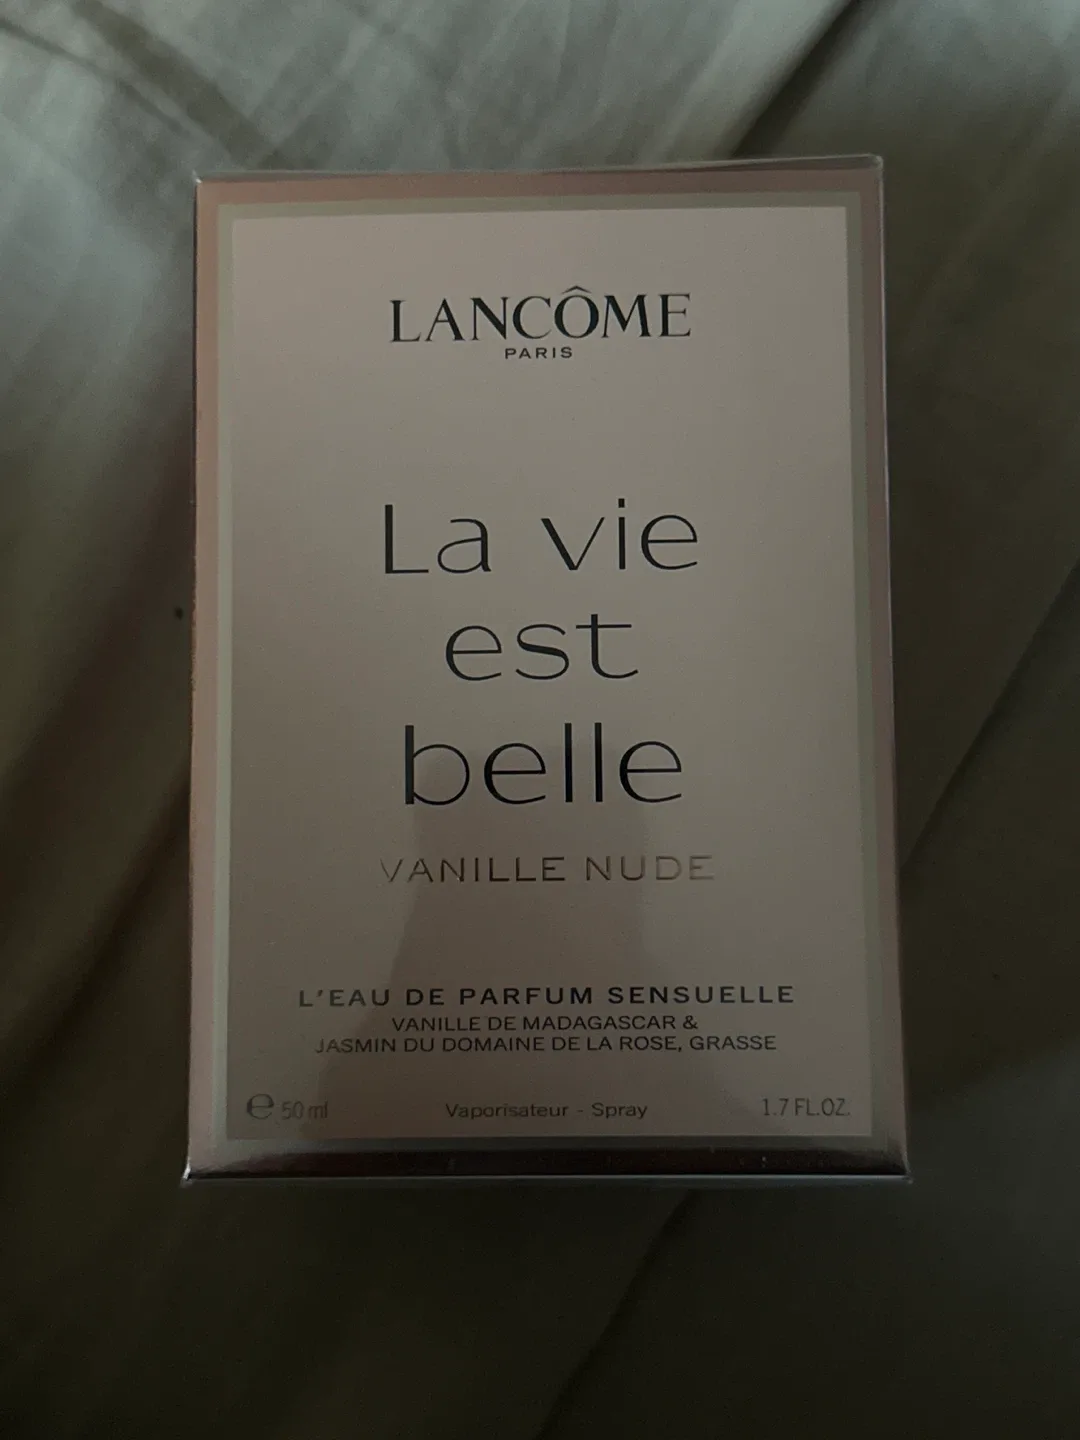 LANCÔME
PARIS
La vie
est
belle
VANILLE NUDE
L'EAU DE PARFUM SENSUELLE
VANILLE DE MADAGASCAR &
JASMIN DU DOMAINE DE LA ROSE, GRASSE
℮ 50 ml Vaporisateur - Spray 1.7 FL.OZ.